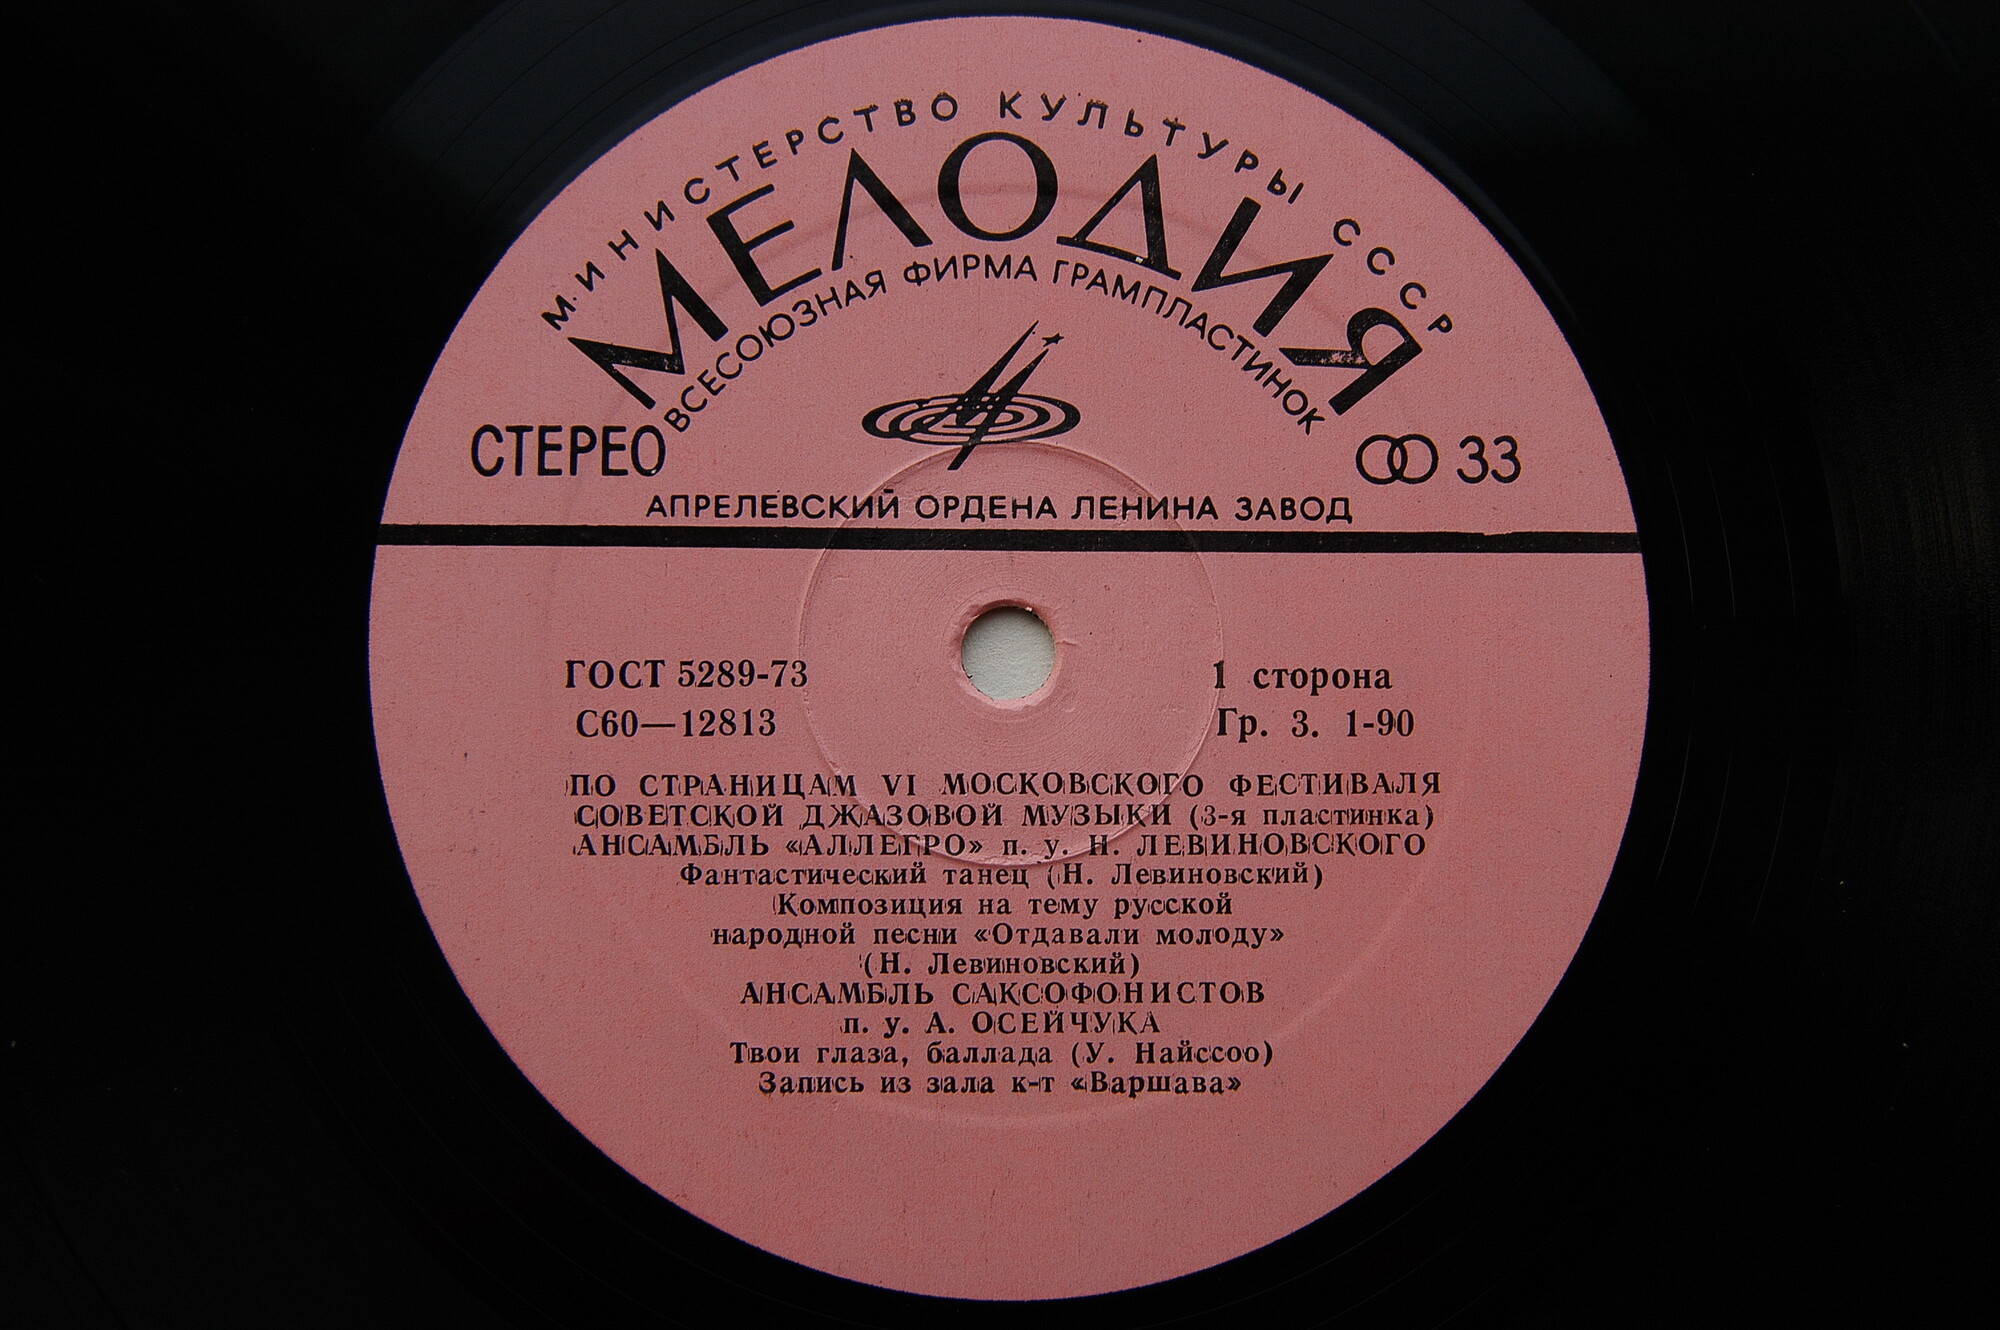 МИНИСТЕРСТВО КУЛЬТУРЫ СССР
МЕЛОДИЯ
ВСЕСОЮЗНАЯ ФИРМА ГРАМПЛАСТИНОК
СТЕРЕО
33
АПРЕЛЕВСКИЙ ОРДЕНА ЛЕНИНА ЗАВОД
ГОСТ 5289-73
1 сторона
С60—12813
Гр. 3. 1-90
ПО СТРАНИЦАМ VI МОСКОВСКОГО ФЕСТИВАЛЯ
СОВЕТСКОЙ ДЖАЗОВОЙ МУЗЫКИ (3-я пластинка)
АНСАМБЛЬ «АЛЛЕГРО» п. у. Н. ЛЕВИНОВСКОГО
Фантастический танец (Н. Левиновский)
Композиция на тему русской
народной песни «Отдавали молоду»
(Н. Левиновский)
АНСАМБЛЬ САКСОФОНИСТОВ
п. у. А. ОСЕЙЧУКА
Твои глаза, баллада (У. Найссоо)
Запись из зала к-т «Варшава»